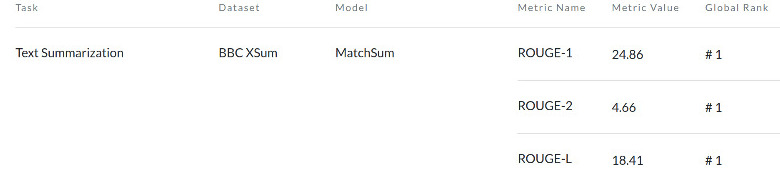 Task Dataset Model Metric Name Metric Value Global Rank
Text Summarization BBC XSum MatchSum ROUGE-1 24.86 # 1
ROUGE-2 4.66 # 1
ROUGE-L 18.41 # 1